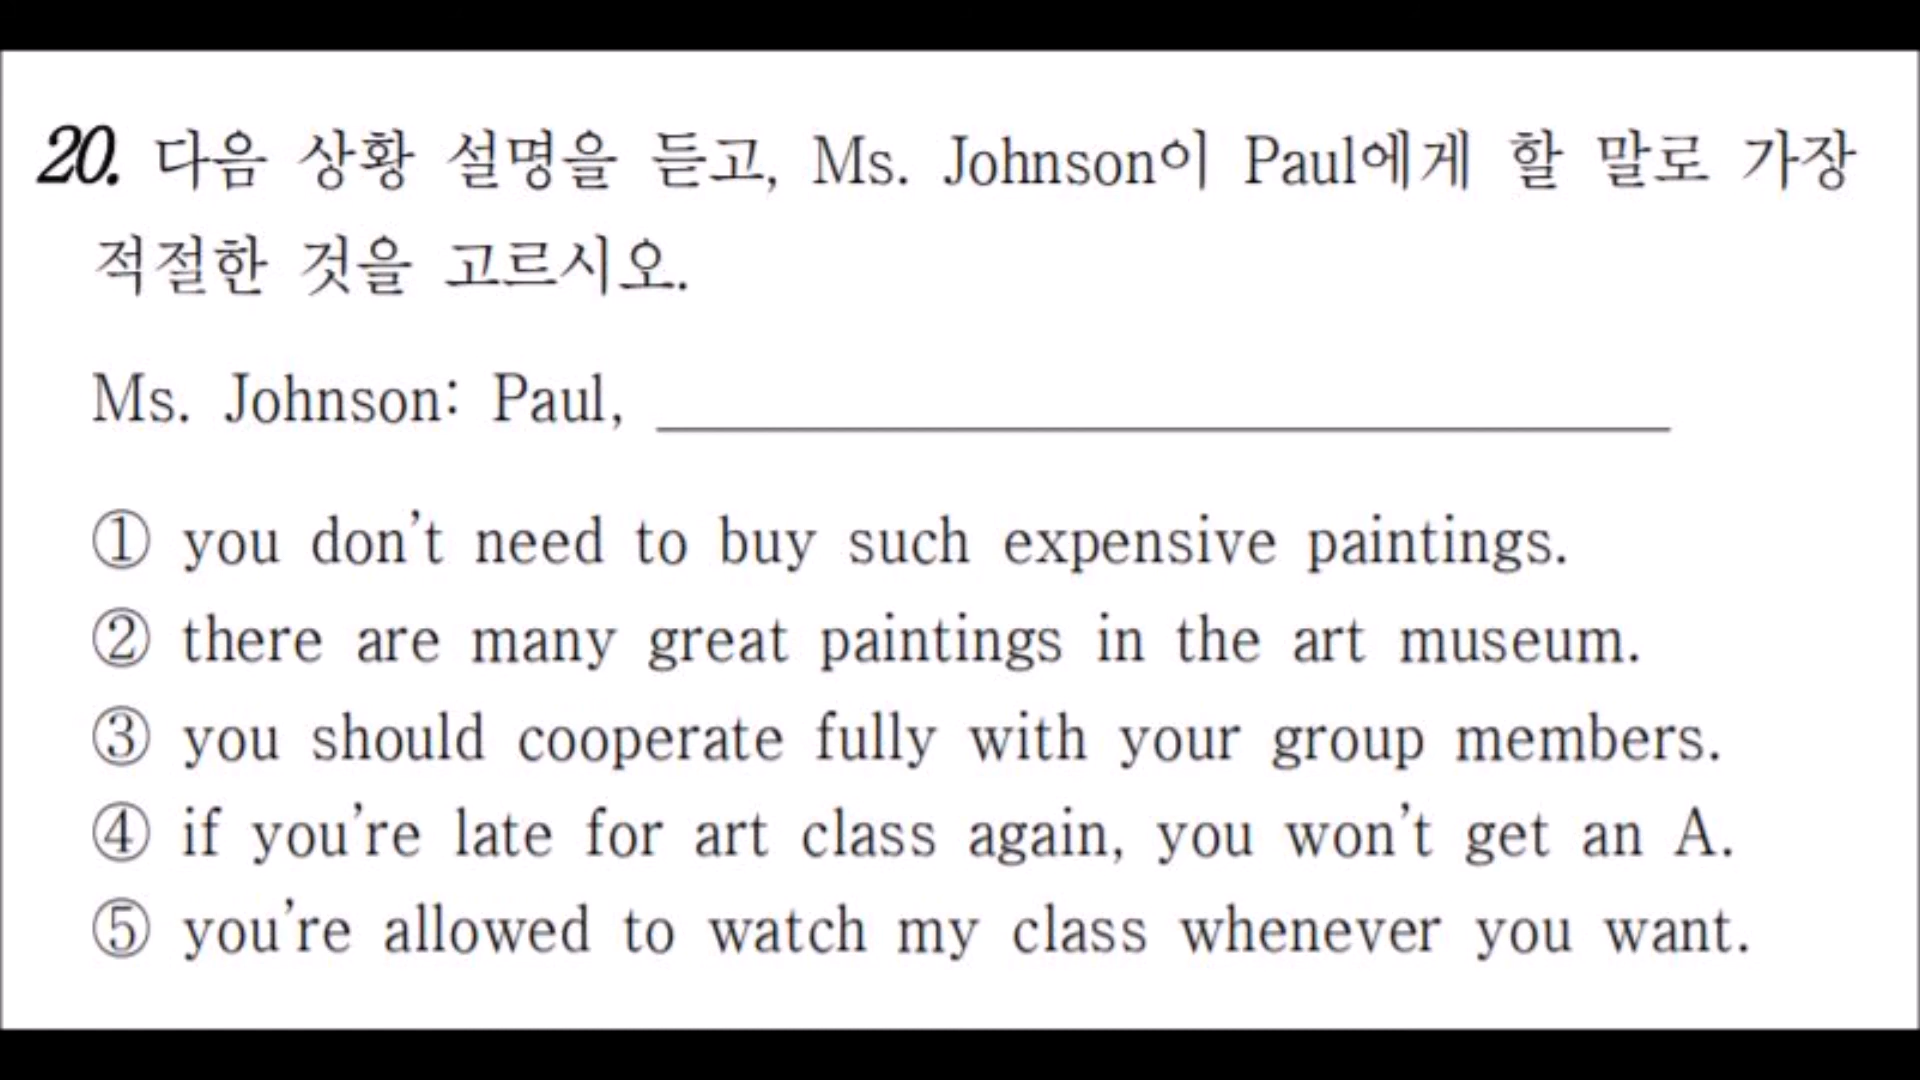 20. 다음 상황 설명을 듣고, Ms. Johnson이 Paul에게 할 말로 가장
적절한 것을 고르시오.
Ms. Johnson: Paul, ____________________
① you don't need to buy such expensive paintings.
② there are many great paintings in the art museum.
③ you should cooperate fully with your group members.
④ if you're late for art class again, you won't get an A.
⑤ you're allowed to watch my class whenever you want.